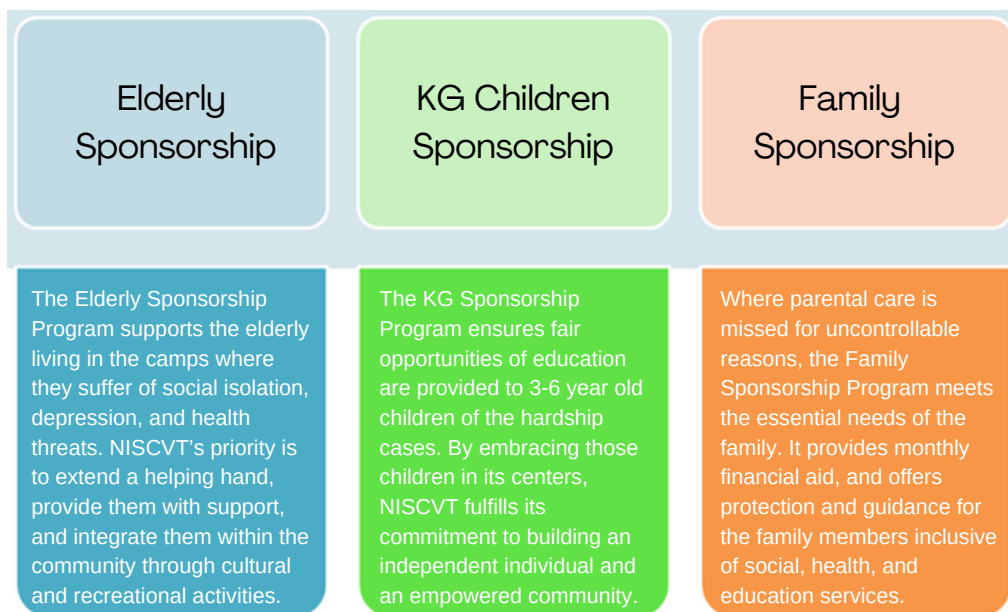 Elderly
Sponsorship
KG Children
Sponsorship
Family
Sponsorship
The Elderly Sponsorship
Program supports the elderly
living in the camps where
they suffer of social isolation,
depression, and health
threats. NISCVT's priority is
to extend a helping hand,
provide them with support,
and integrate them within the
community through cultural
and recreational activities.
The KG Sponsorship
Program ensures fair
opportunities of education
are provided to 3-6 year old
children of the hardship
cases. By embracing those
children in its centers,
NISCVT fulfills its
commitment to building an
independent individual and
an empowered community.
Where parental care is
missed for uncontrollable
reasons, the Family
Sponsorship Program meets
the essential needs of the
family. It provides monthly
financial aid, and offers
protection and guidance for
the family members inclusive
of social, health, and
education services.